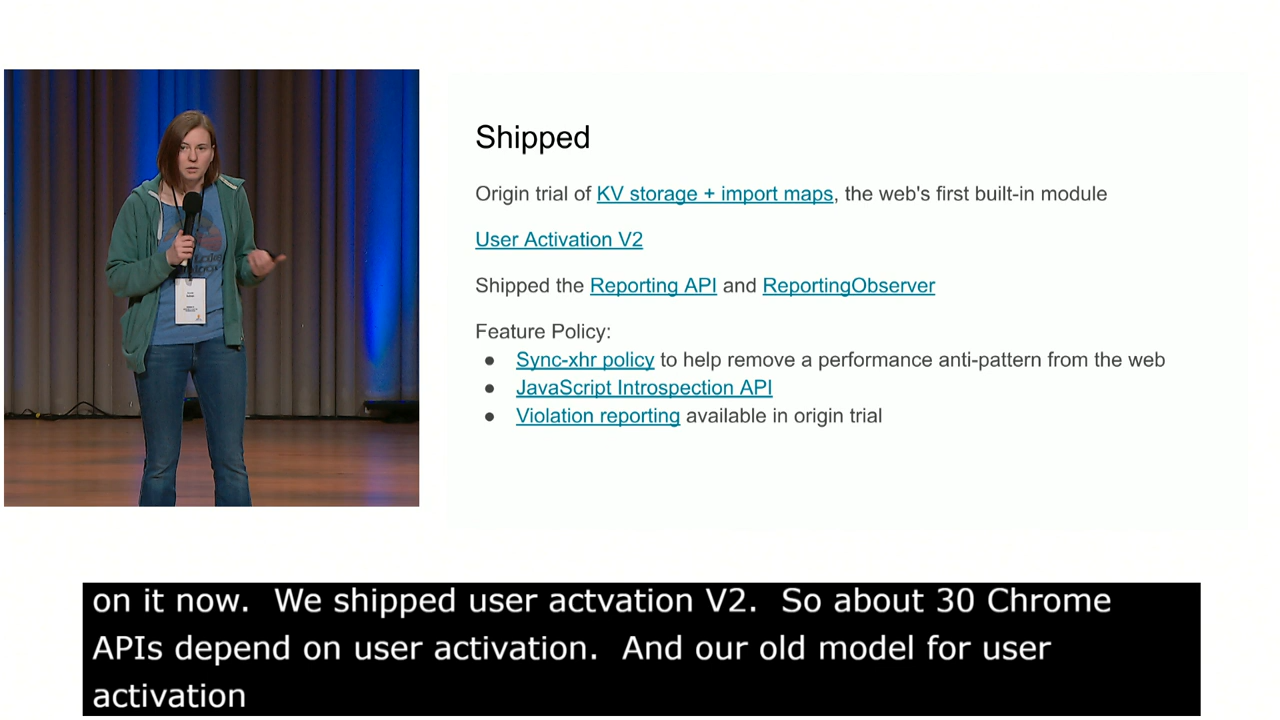 Shipped
Origin trial of KV storage + import maps, the web's first built-in module
User Activation V2
Shipped the Reporting API and ReportingObserver
Feature Policy:
● Sync-xhr policy to help remove a performance anti-pattern from the web
● JavaScript Introspection API
● Violation reporting available in origin trial
on it now.  We shipped user actvation V2.  So about 30 Chrome
APIs depend on user activation.  And our old model for user
activation